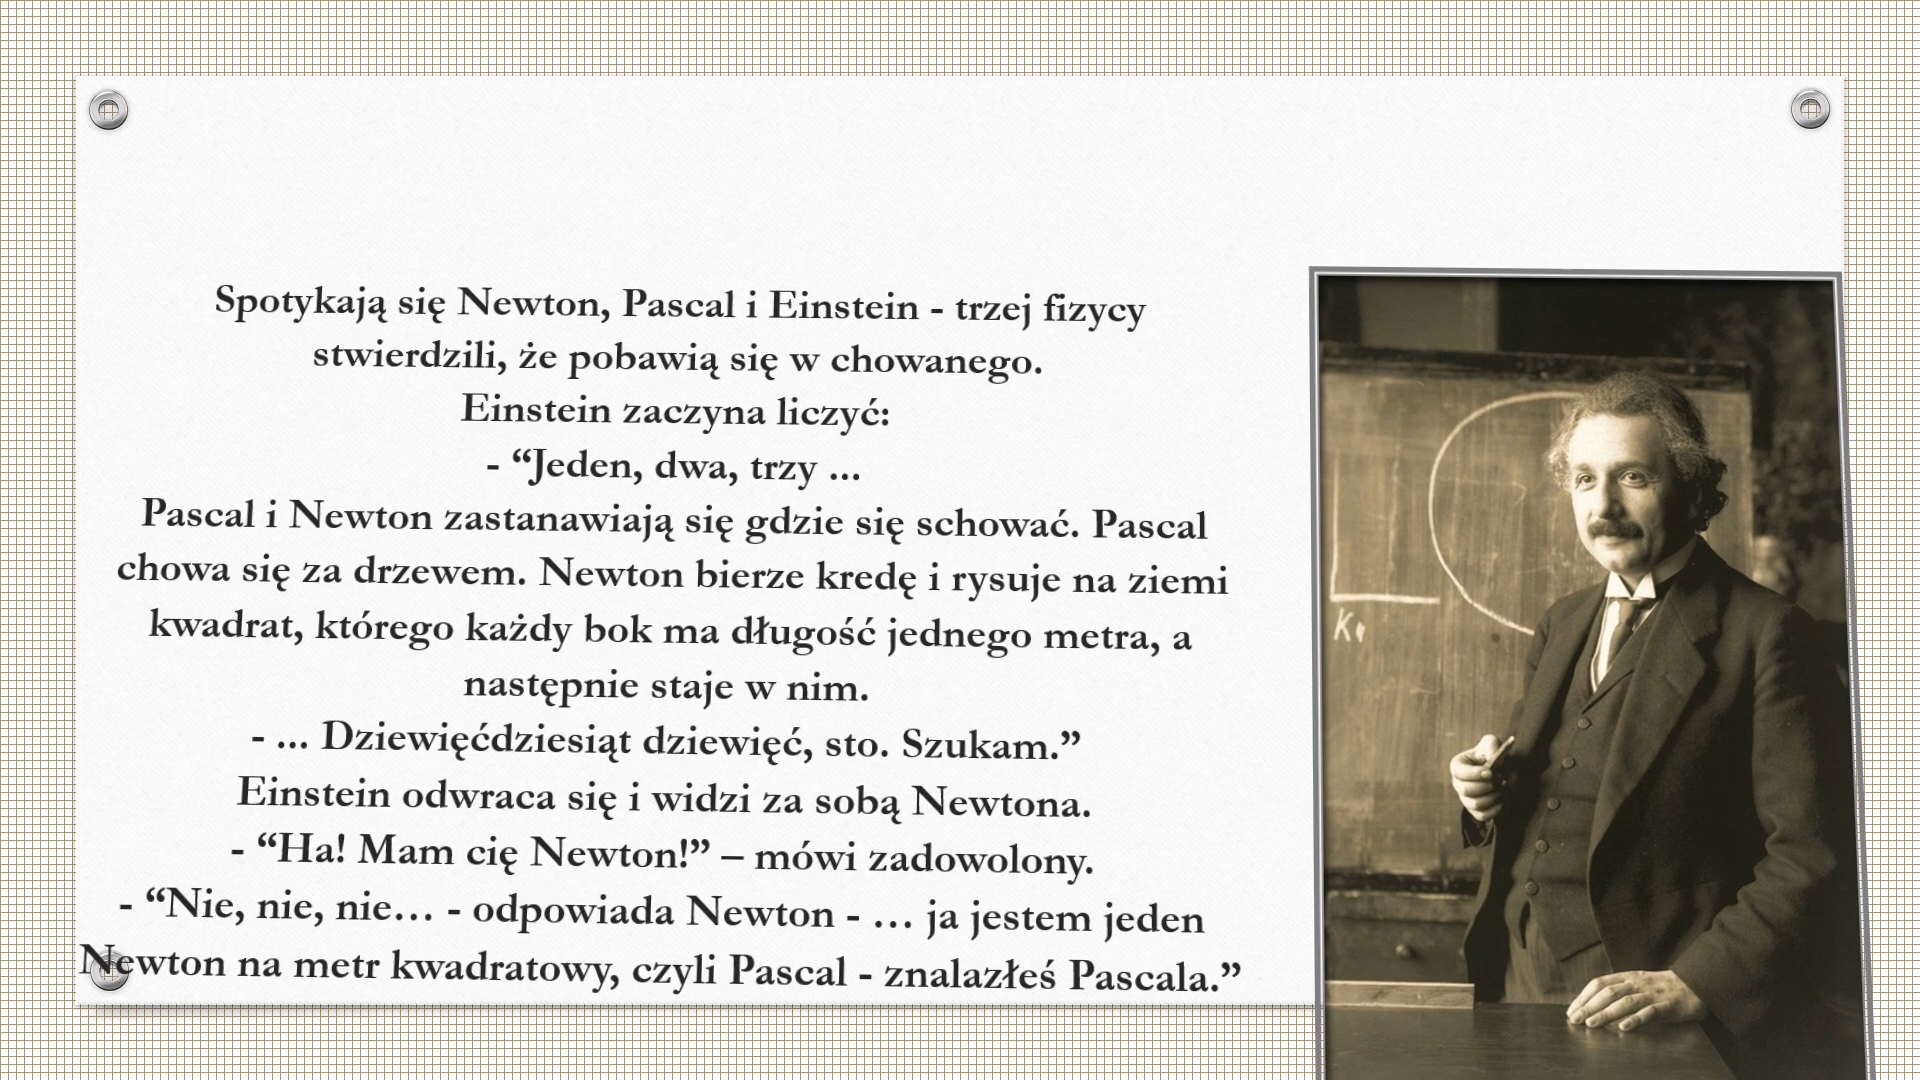 Spotykają się Newton, Pascal i Einstein - trzej fizycy
stwierdzili, że pobawią się w chowanego.
Einstein zaczyna liczyć:
- “Jeden, dwa, trzy ...
Pascal i Newton zastanawiają się gdzie się schować. Pascal
chowa się za drzewem. Newton bierze kredę i rysuje na ziemi
kwadrat, którego każdy bok ma długość jednego metra, a
następnie staje w nim.
- ... Dziewięćdziesiąt dziewięć, sto. Szukam.”
Einstein odwraca się i widzi za sobą Newtona.
- “Ha! Mam cię Newton!” – mówi zadowolony.
- “Nie, nie, nie… - odpowiada Newton - … ja jestem jeden
Newton na metr kwadratowy, czyli Pascal - znalazłeś Pascala.”